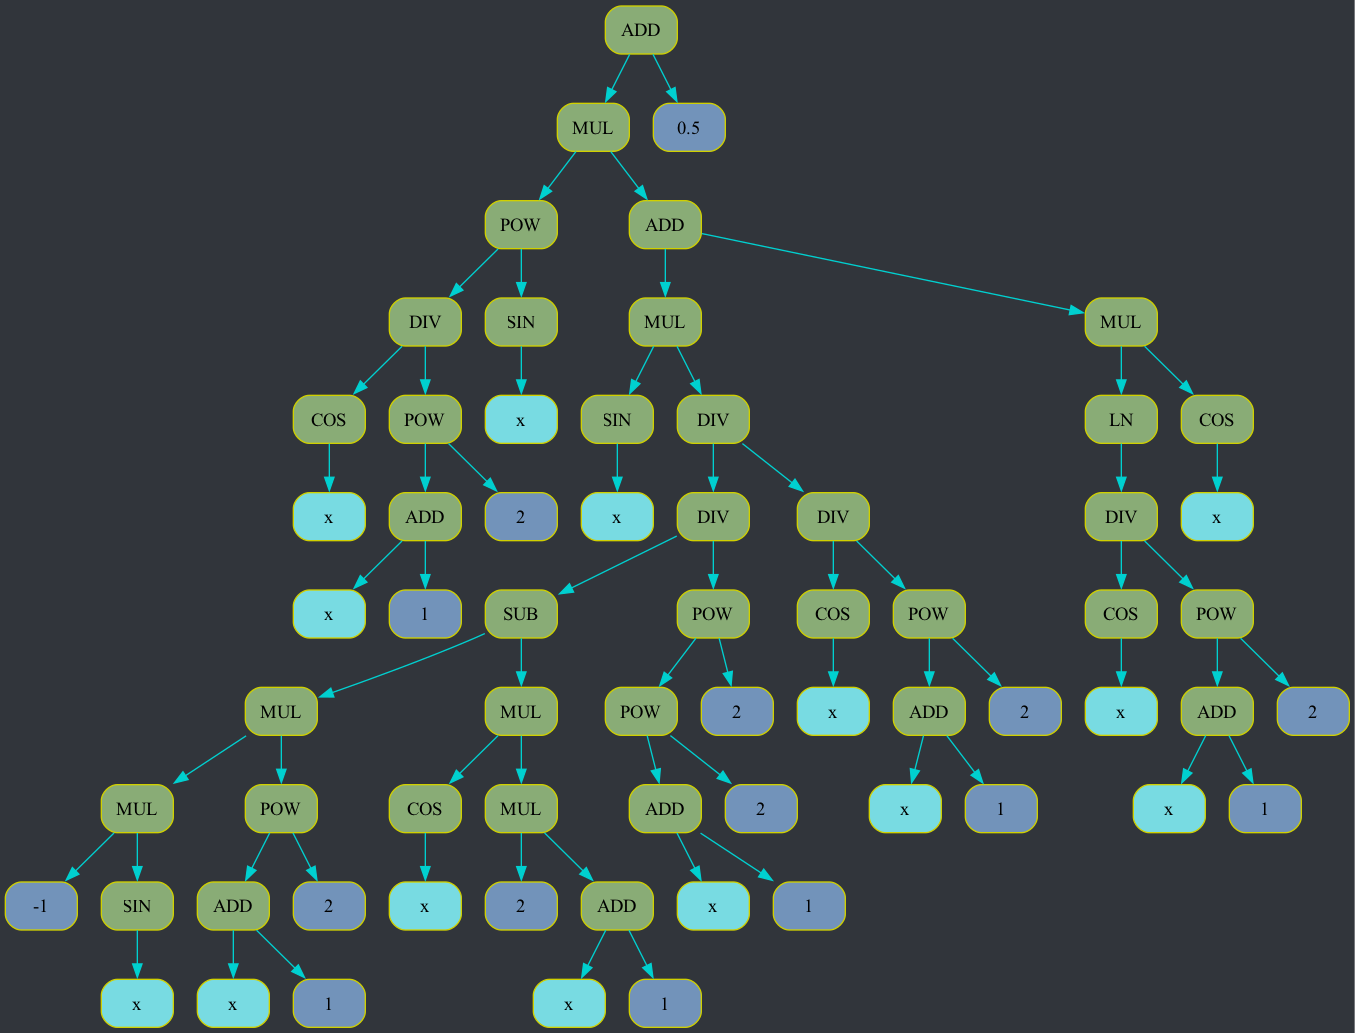 ADD
MUL 0.5
POW ADD
DIV SIN MUL MUL
COS POW x SIN DIV LN COS
x ADD 2 x DIV DIV DIV x
x 1 SUB POW COS POW COS POW
MUL MUL POW 2 x ADD 2 x ADD 2
MUL POW COS MUL ADD 2 x 1 x 1
-1 SIN ADD 2 x 2 ADD x 1
x x 1 x 1